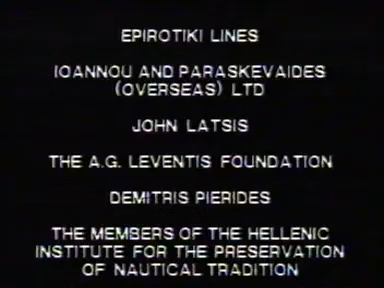 EPIROTIKI LINES
IOANNOU AND PARASKEVAIDES
(OVERSEAS) LTD
JOHN LATSIS
THE A.G. LEVENTIS FOUNDATION
DEMITRIS PIERIDES
THE MEMBERS OF THE HELLENIC
INSTITUTE FOR THE PRESERVATION
OF NAUTICAL TRADITION